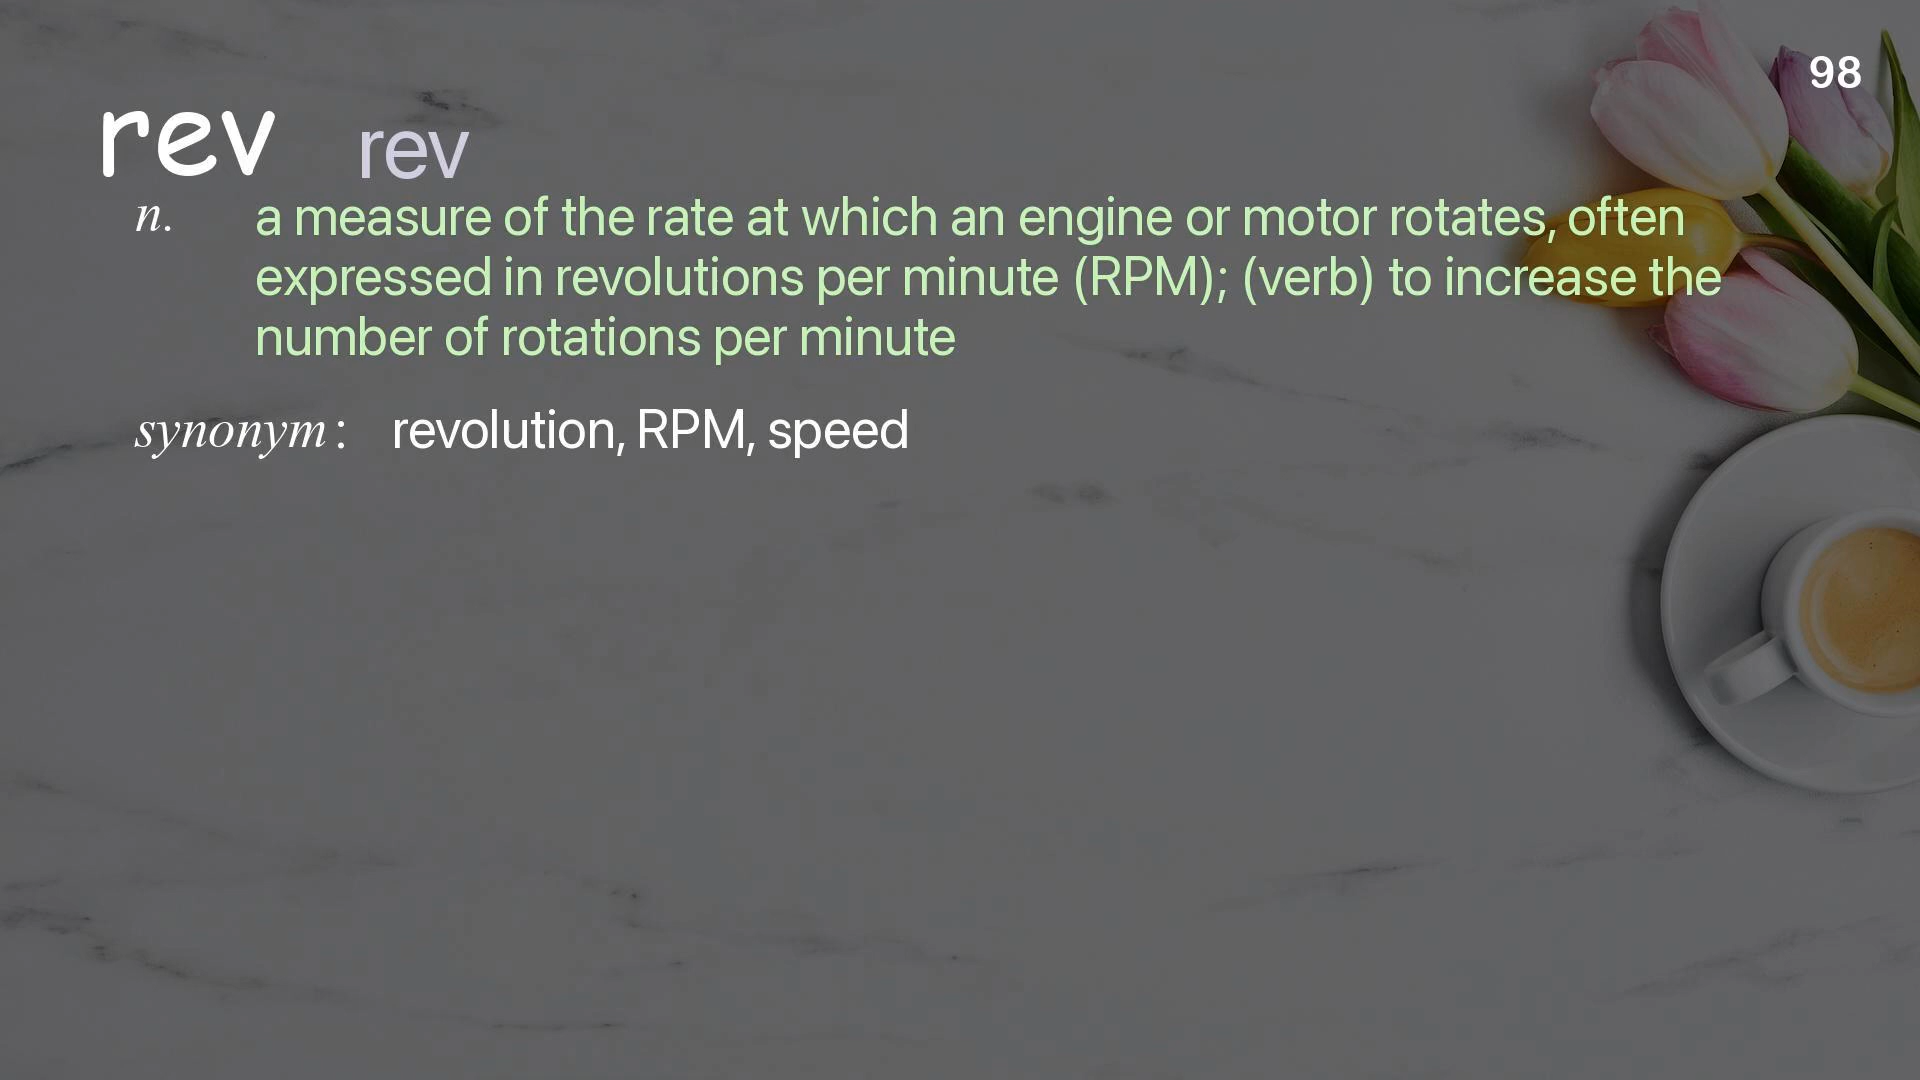 98
rev rev
n. a measure of the rate at which an engine or motor rotates, often
expressed in revolutions per minute (RPM); (verb) to increase the
number of rotations per minute
synonym : revolution, RPM, speed